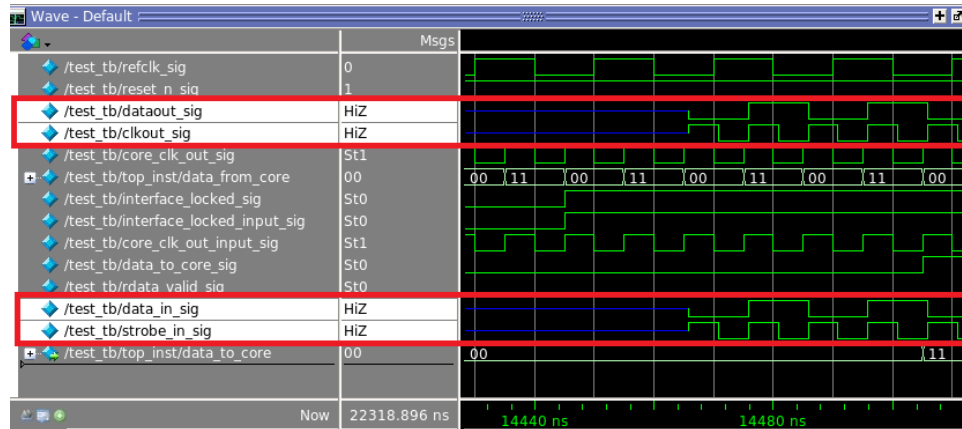 Wave - Default
Msgs
/test_tb/refclk_sig 0
/test_tb/reset_n_sig 1
/test_tb/dataout_sig HiZ
/test_tb/clkout_sig HiZ
/test_tb/core_clk_out_sig St1
/test_tb/top_inst/data_from_core 00 00 11 00 11 00 11 00 11 00
/test_tb/interface_locked_sig St0
/test_tb/interface_locked_input_sig St0
/test_tb/core_clk_out_input_sig St1
/test_tb/data_to_core_sig St0
/test_tb/rdata_valid_sig St0
/test_tb/data_in_sig HiZ
/test_tb/strobe_in_sig HiZ
/test_tb/top_inst/data_to_core 00 00 11
Now 22318.896 ns 14440 ns 14480 ns